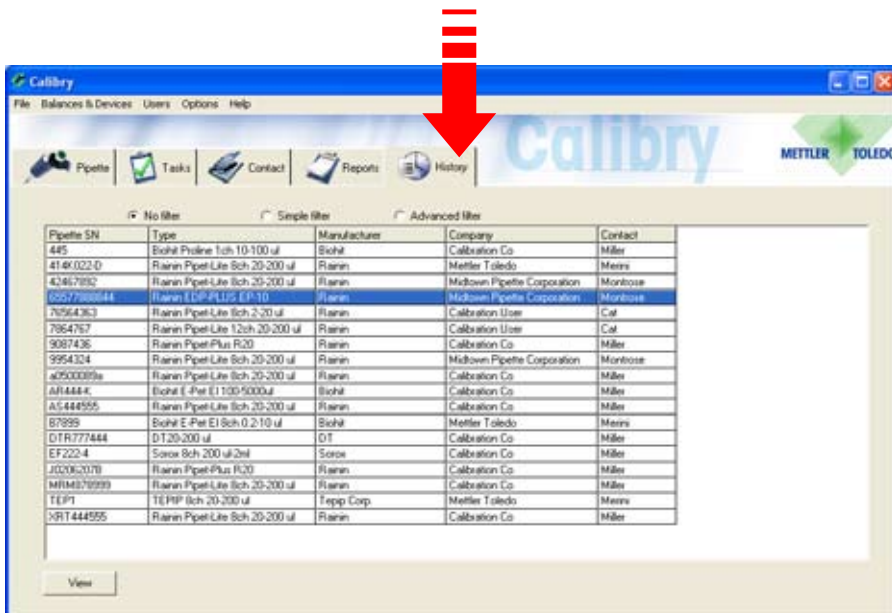 Calibry
File Balances & Devices Users Options Help
Calibry
METTLER TOLEDO
Pipette Tasks Contact Reports History
No filter Simple filter Advanced filter
Pipette SN Type Manufacturer Company Contact
445 Biohit Proline 1ch 10-100 ul Biohit Calibration Co Miller
414K022-D Rainin Pipet-Lite 8ch 20-200 ul Rainin Mettler Toledo Merini
42467892 Rainin Pipet-Lite 8ch 20-200 ul Rainin Midtown Pipette Corporation Montrose
Rainin EDP-PLUS EP-10 Rainin Midtown Pipette Corporation Montrose
76564363 Rainin Pipet-Lite 8ch 2-20 ul Rainin Calibration User Cat
7864767 Rainin Pipet-Lite 12ch 20-200 ul Rainin Calibration User Cat
9087436 Rainin Pipet-Plus R20 Rainin Calibration Co Miller
9954324 Rainin Pipet-Lite 8ch 20-200 ul Rainin Midtown Pipette Corporation Montrose
a0500089a Rainin Pipet-Lite 8ch 20-200 ul Rainin Calibration Co Miller
AR444-K Biohit E-Pet EI 100-5000ul Biohit Calibration Co Miller
AS444555 Rainin Pipet-Lite 8ch 20-200 ul Rainin Calibration Co Miller
B7899 Biohit E-Pet EI 8ch 0.2-10 ul Biohit Mettler Toledo Merini
DTR777444 DT20-200 ul DT Calibration Co Miller
EF222-4 Sorox 8ch 200 ul-2ml Sorox Calibration Co Miller
J0206207B Rainin Pipet-Plus R20 Rainin Calibration Co Miller
MRM878999 Rainin Pipet-Lite 8ch 20-200 ul Rainin Calibration Co Miller
TEP1 TEPIP 8ch 20-200 ul Tepip Corp. Mettler Toledo Merini
XRT444555 Rainin Pipet-Lite 8ch 20-200 ul Rainin Calibration Co Miller
View